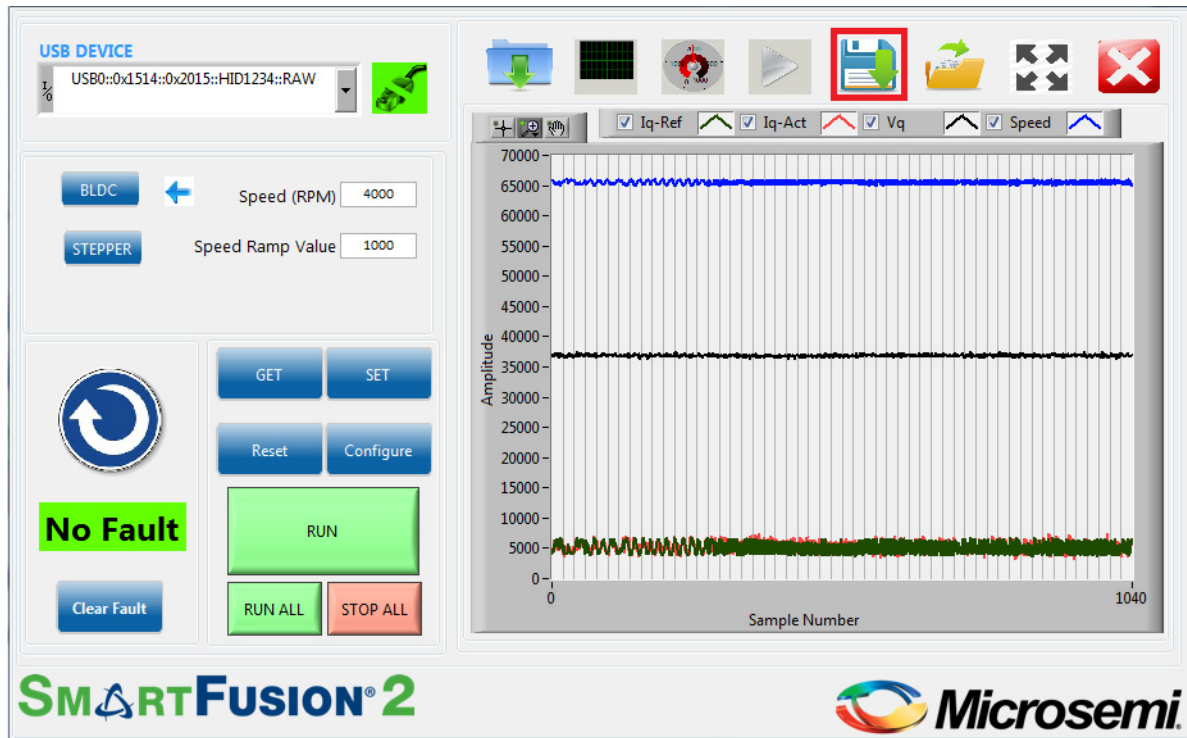 USB DEVICE
I/O USB0::0x1514::0x2015::HID1234::RAW
BLDC
Speed (RPM) 4000
STEPPER
Speed Ramp Value 1000
GET SET
Reset Configure
No Fault
RUN
Clear Fault
RUN ALL STOP ALL
Iq-Ref Iq-Act Vq Speed
70000
65000
60000
55000
50000
45000
40000
35000
30000
25000
20000
15000
10000
5000
0
Amplitude
0 1040
Sample Number
SMARTFUSION® 2
Microsemi.